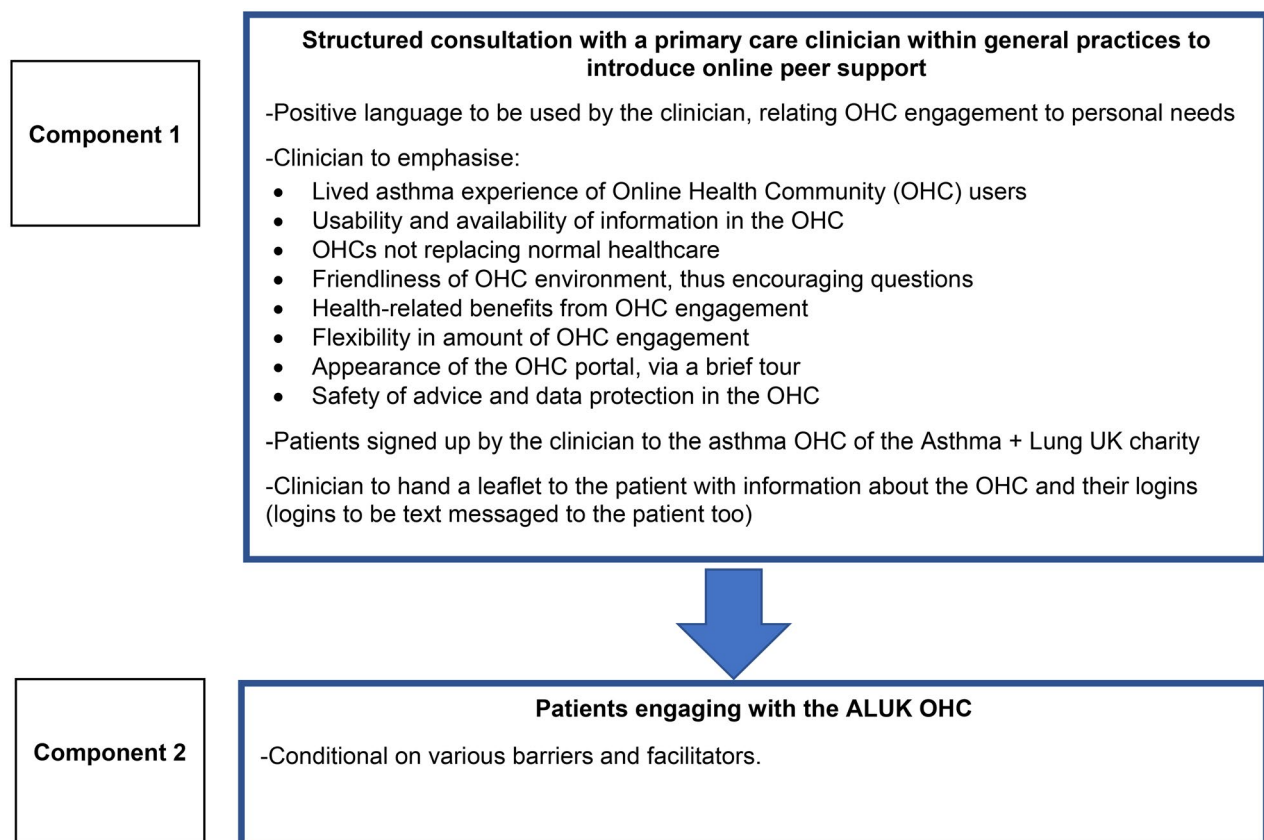 Component 1
Structured consultation with a primary care clinician within general practices to
introduce online peer support
-Positive language to be used by the clinician, relating OHC engagement to personal needs
-Clinician to emphasise:
• Lived asthma experience of Online Health Community (OHC) users
• Usability and availability of information in the OHC
• OHCs not replacing normal healthcare
• Friendliness of OHC environment, thus encouraging questions
• Health-related benefits from OHC engagement
• Flexibility in amount of OHC engagement
• Appearance of the OHC portal, via a brief tour
• Safety of advice and data protection in the OHC
-Patients signed up by the clinician to the asthma OHC of the Asthma + Lung UK charity
-Clinician to hand a leaflet to the patient with information about the OHC and their logins
(logins to be text messaged to the patient too)
Component 2
Patients engaging with the ALUK OHC
-Conditional on various barriers and facilitators.